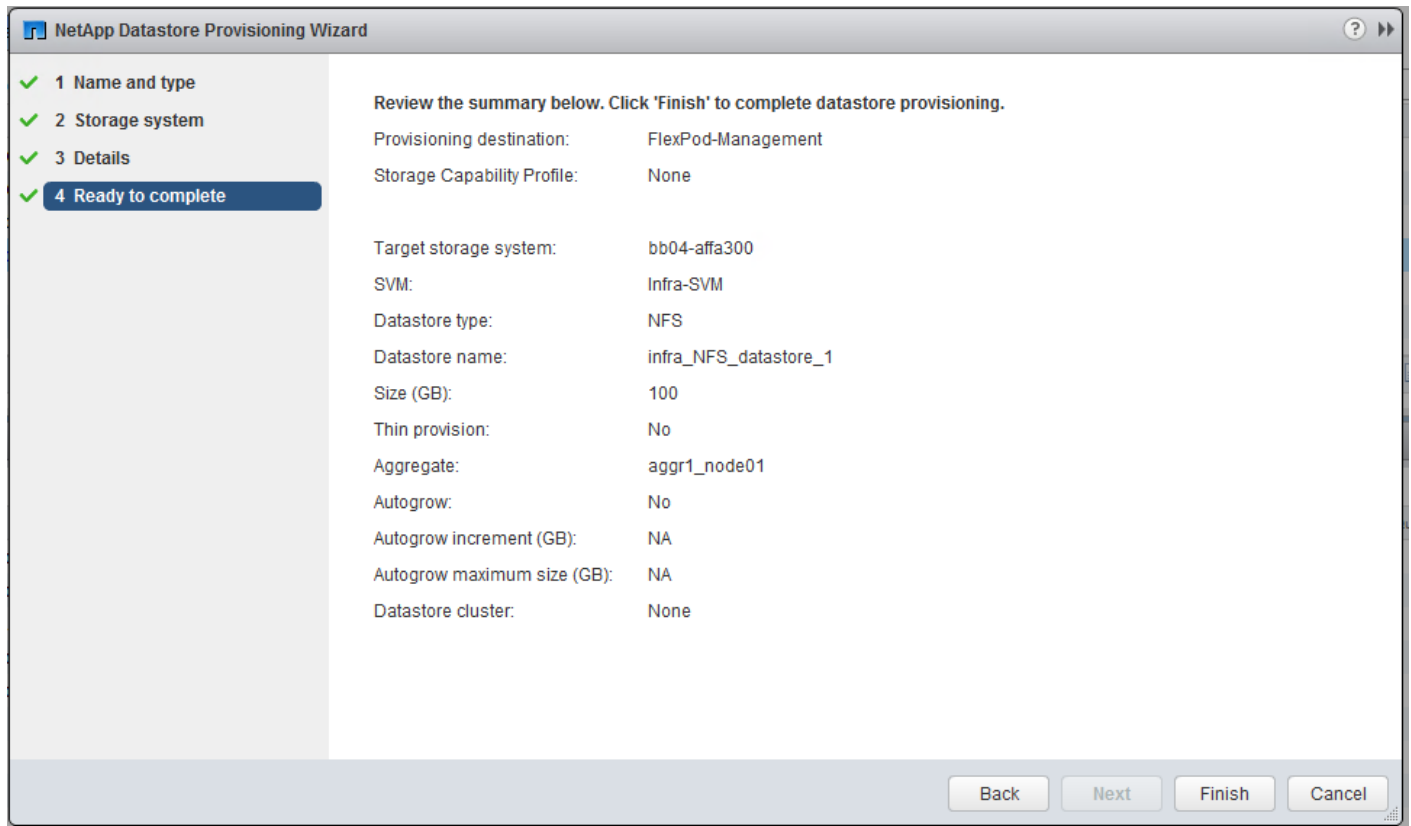 NetApp Datastore Provisioning Wizard
1 Name and type
2 Storage system
3 Details
4 Ready to complete
Review the summary below. Click 'Finish' to complete datastore provisioning.
Provisioning destination: FlexPod-Management
Storage Capability Profile: None
Target storage system: bb04-affa300
SVM: Infra-SVM
Datastore type: NFS
Datastore name: infra_NFS_datastore_1
Size (GB): 100
Thin provision: No
Aggregate: aggr1_node01
Autogrow: No
Autogrow increment (GB): NA
Autogrow maximum size (GB): NA
Datastore cluster: None
Back Next Finish Cancel